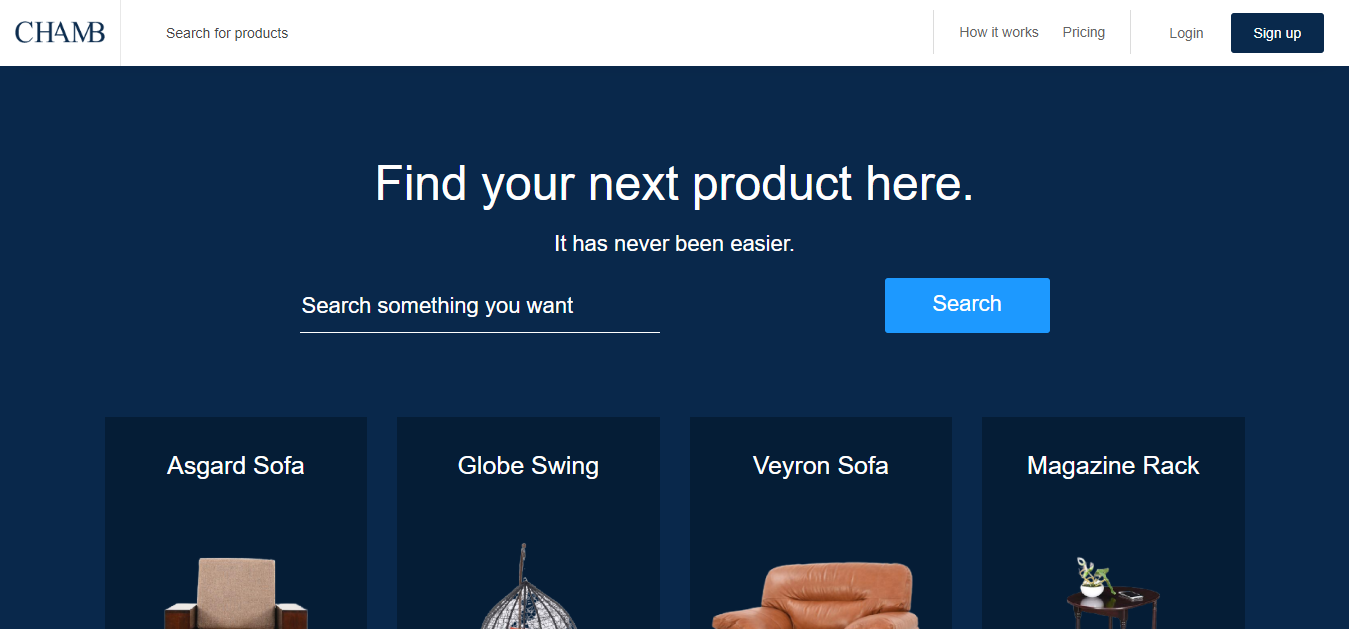 CHAMB
Search for products
How it works
Pricing
Login
Sign up
Find your next product here.
It has never been easier.
Search something you want
Search
Asgard Sofa
Globe Swing
Veyron Sofa
Magazine Rack